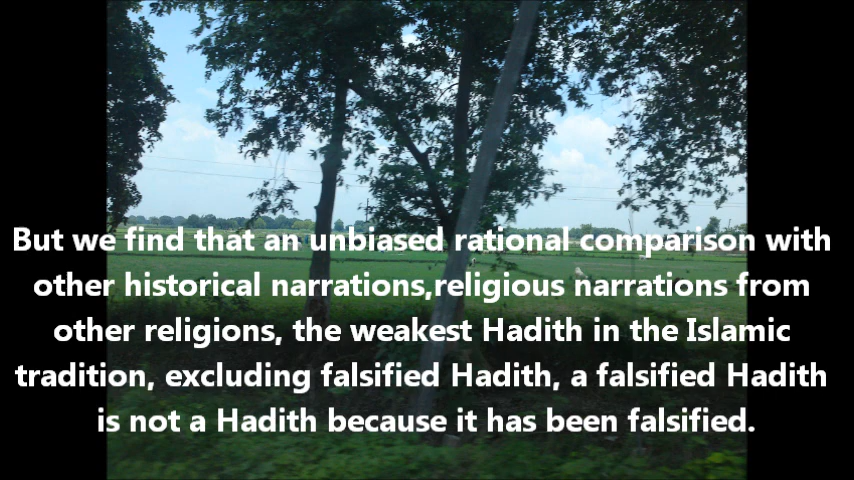 But we find that an unbiased rational comparison with
other historical narrations,religious narrations from
other religions, the weakest Hadith in the Islamic
tradition, excluding falsified Hadith, a falsified Hadith
is not a Hadith because it has been falsified.